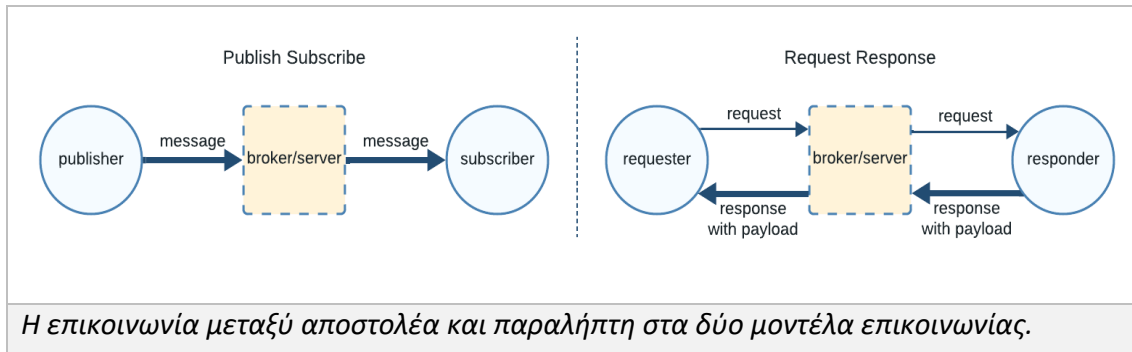 Publish Subscribe
publisher
message
broker/server
message
subscriber
Request Response
requester
request
broker/server
request
responder
response
with payload
response
with payload
Η επικοινωνία μεταξύ αποστολέα και παραλήπτη στα δύο μοντέλα επικοινωνίας.